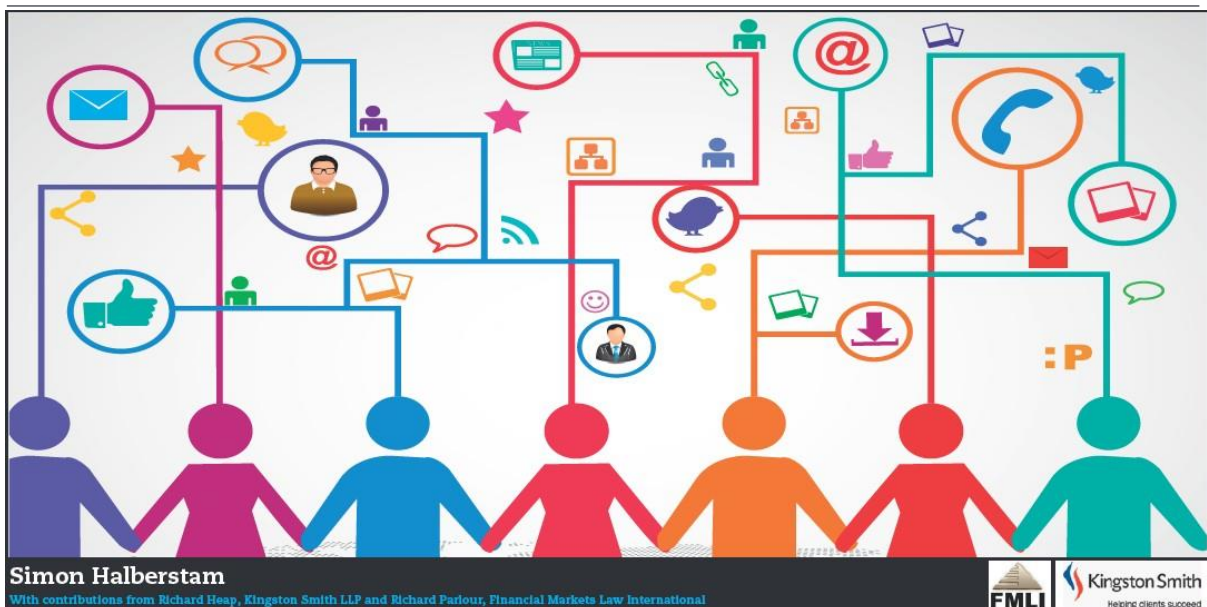 NEWS
@
@
:P
Simon Halberstam
With contributions from Richard Heap, Kingston Smith LLP and Richard Parlour, Financial Markets Law International
FMLI
Kingston Smith
Helping clients succeed